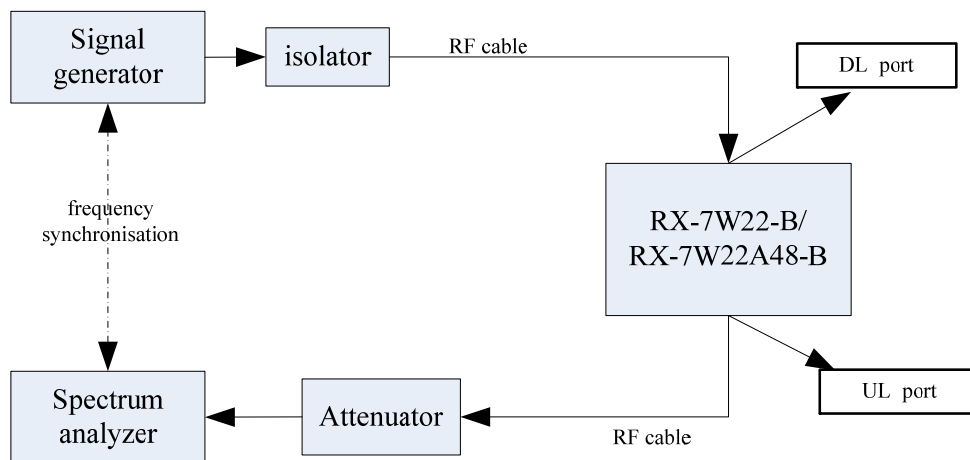 Signal
generator
isolator
RF cable
DL port
frequency
synchronisation
RX-7W22-B/
RX-7W22A48-B
Spectrum
analyzer
Attenuator
RF cable
UL port